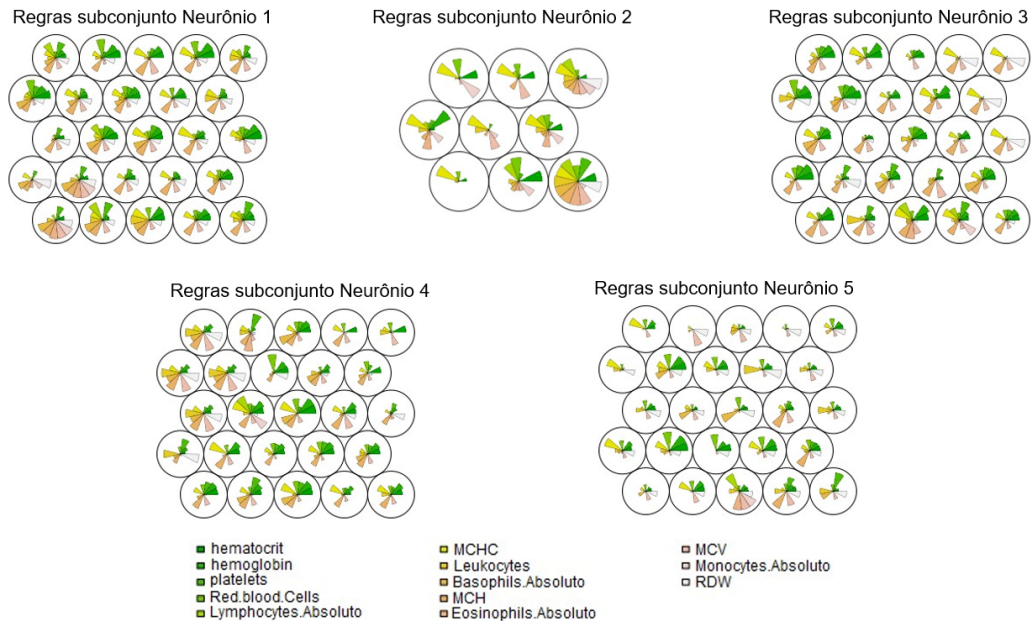 Regras subconjunto Neurônio 1
Regras subconjunto Neurônio 2
Regras subconjunto Neurônio 3
Regras subconjunto Neurônio 4
Regras subconjunto Neurônio 5
hematocrit
hemoglobin
platelets
Red.blood.Cells
Lymphocytes.Absoluto
MCHC
Leukocytes
Basophils.Absoluto
MCH
Eosinophils.Absoluto
MCV
Monocytes.Absoluto
RDW